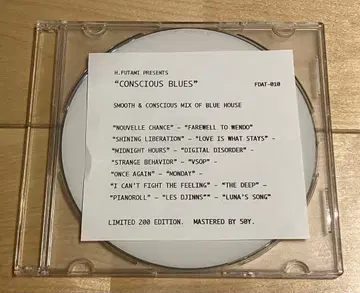 H.FUTAMI PRESENTS
"CONSCIOUS BLUES" FDAT-010
SMOOTH & CONSCIOUS MIX OF BLUE HOUSE
"NOUVELLE CHANCE" – "FAREWELL TO WENDO"
"SHINING LIBERATION" – "LOVE IS WHAT STAYS" –
"MIDNIGHT HOURS" – "DIGITAL DISORDER" –
"STRANGE BEHAVIOR" – "VSOP" –
"ONCE AGAIN" – "MONDAY" –
"I CAN'T FIGHT THE FEELING" – "THE DEEP" –
"PIANOROLL" – "LES DJINNS"" – "LUNA'S SONG"
LIMITED 200 EDITION. MASTERED BY 50Y.